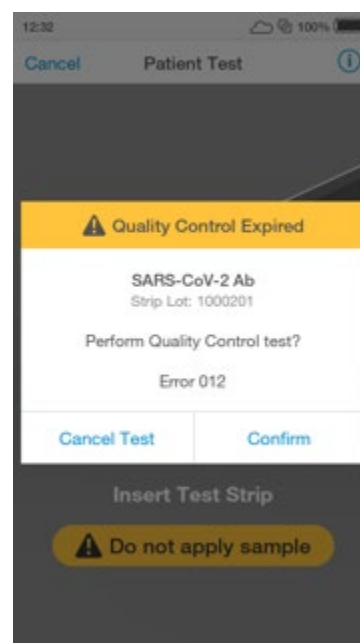 12:32
100%
Cancel
Patient Test
Quality Control Expired
SARS-CoV-2 Ab
Strip Lot: 1000201
Perform Quality Control test?
Error 012
Cancel Test
Confirm
Insert Test Strip
Do not apply sample